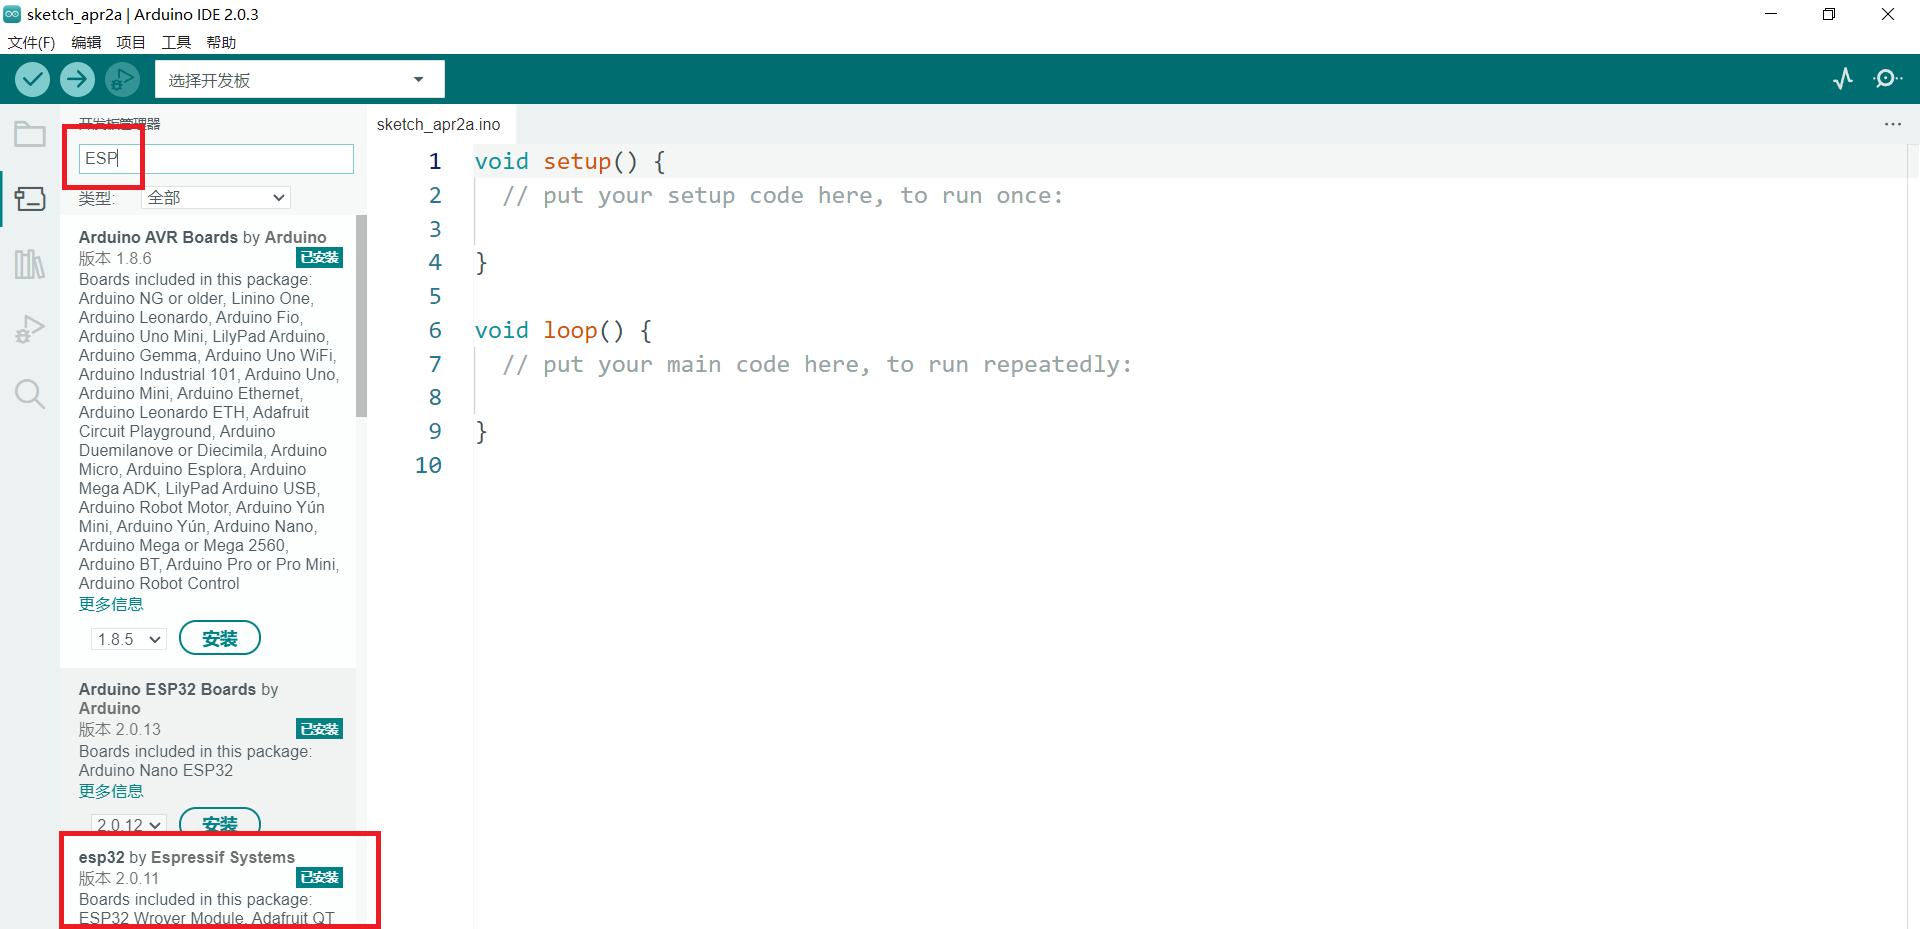 sketch_apr2a | Arduino IDE 2.0.3
文件(F) 编辑 项目 工具 帮助
选择开发板
开发板管理器
ESP
类型: 全部
Arduino AVR Boards by Arduino
版本 1.8.6 已安装
Boards included in this package:
Arduino NG or older, Linino One,
Arduino Leonardo, Arduino Fio,
Arduino Uno Mini, LilyPad Arduino,
Arduino Gemma, Arduino Uno WiFi,
Arduino Industrial 101, Arduino Uno,
Arduino Mini, Arduino Ethernet,
Arduino Leonardo ETH, Adafruit
Circuit Playground, Arduino
Duemilanove or Diecimila, Arduino
Micro, Arduino Esplora, Arduino
Mega ADK, LilyPad Arduino USB,
Arduino Robot Motor, Arduino Yún
Mini, Arduino Yún, Arduino Nano,
Arduino Mega or Mega 2560,
Arduino BT, Arduino Pro or Pro Mini,
Arduino Robot Control
更多信息
1.8.5 安装
Arduino ESP32 Boards by
Arduino
版本 2.0.13 已安装
Boards included in this package:
Arduino Nano ESP32
更多信息
2.0.12 安装
esp32 by Espressif Systems
版本 2.0.11 已安装
Boards included in this package:
ESP32 Wrover Module, Adafruit QT
sketch_apr2a.ino
1 void setup() {
2 // put your setup code here, to run once:
3
4 }
5
6 void loop() {
7 // put your main code here, to run repeatedly:
8
9 }
10